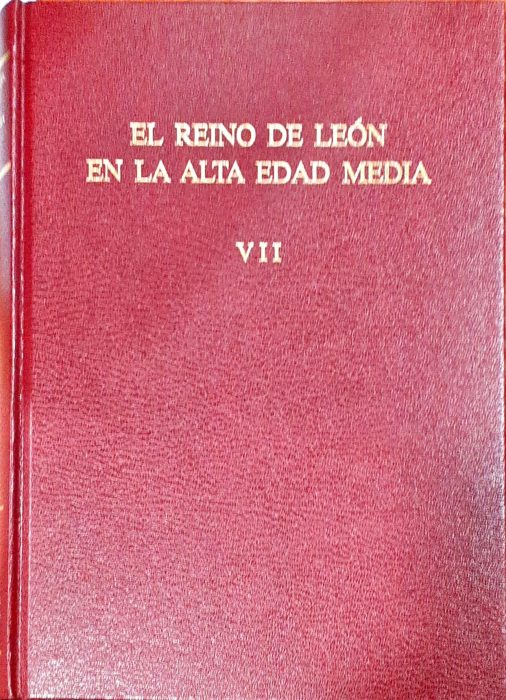 EL REINO DE LEÓN
EN LA ALTA EDAD MEDIA
VII